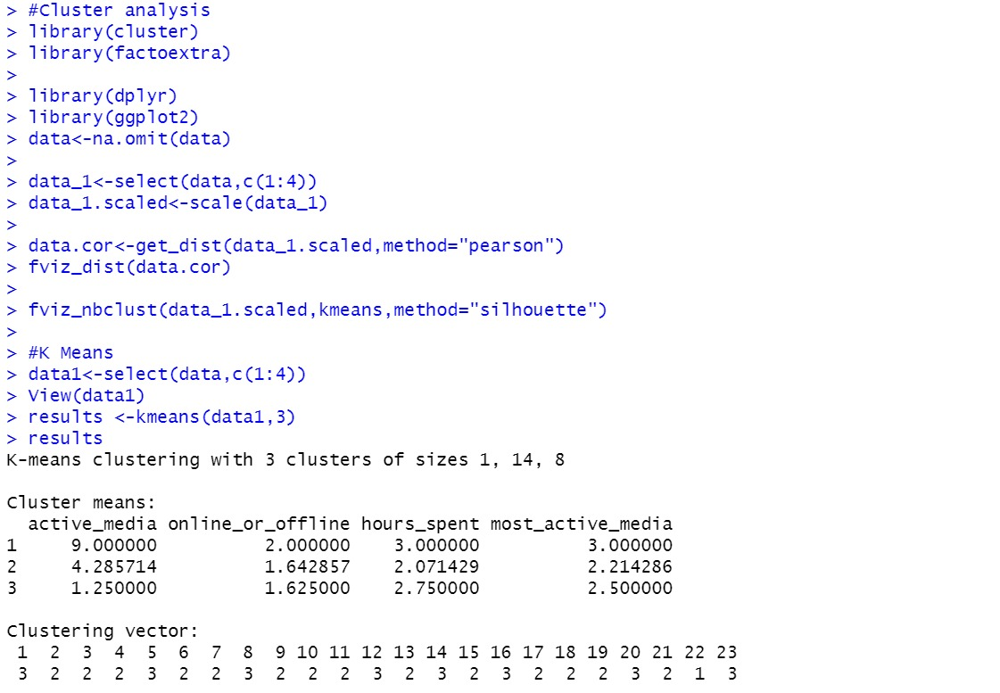 > #Cluster analysis
> library(cluster)
> library(factoextra)
>
> library(dplyr)
> library(ggplot2)
> data<-na.omit(data)
>
> data_1<-select(data,c(1:4))
> data_1.scaled<-scale(data_1)
>
> data.cor<-get_dist(data_1.scaled,method="pearson")
> fviz_dist(data.cor)
>
> fviz_nbclust(data_1.scaled,kmeans,method="silhouette")
>
> #K Means
> data1<-select(data,c(1:4))
> View(data1)
> results <-kmeans(data1,3)
> results
K-means clustering with 3 clusters of sizes 1, 14, 8

Cluster means:
  active_media online_or_offline hours_spent most_active_media
1     9.000000          2.000000    3.000000          3.000000
2     4.285714          1.642857    2.071429          2.214286
3     1.250000          1.625000    2.750000          2.500000

Clustering vector:
 1  2  3  4  5  6  7  8  9 10 11 12 13 14 15 16 17 18 19 20 21 22 23
 3  2  2  2  3  2  2  3  2  2  2  3  2  3  2  3  2  2  2  3  2  1  3